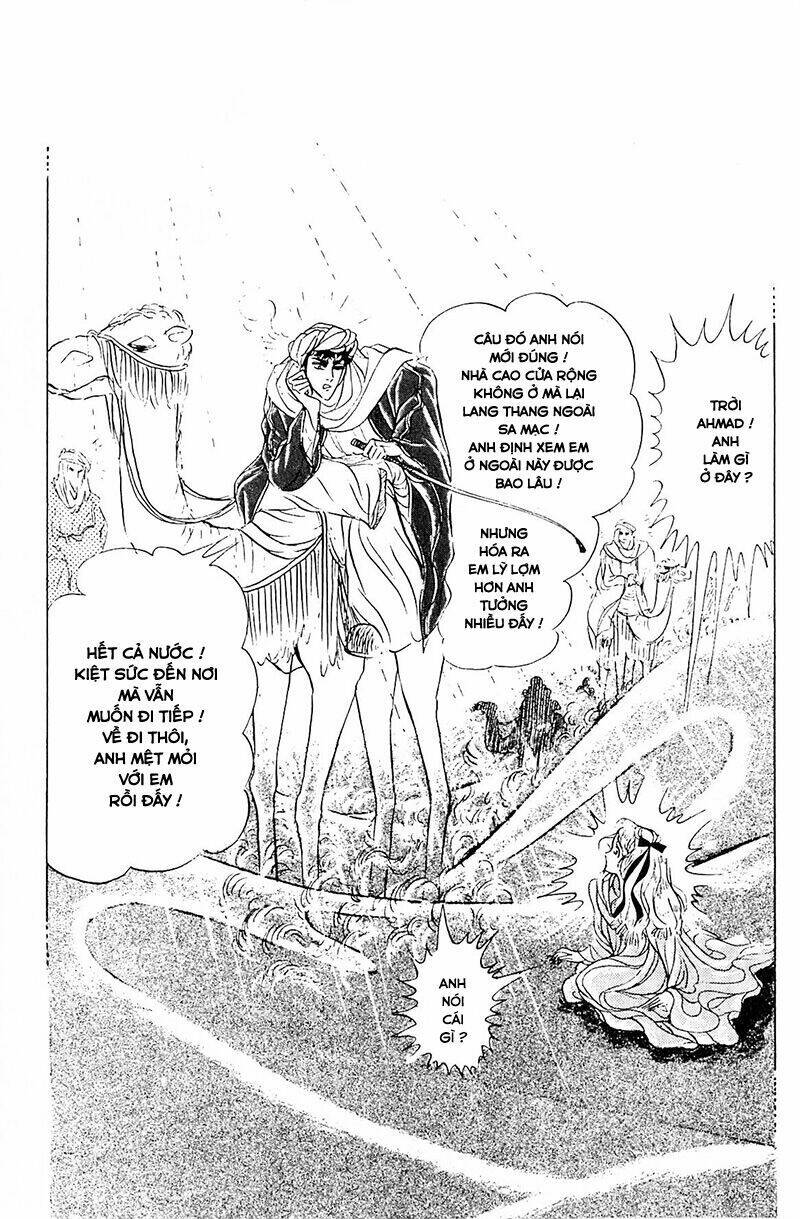 TRỜI
AHMAD !
ANH
LÂM GÌ
Ở ĐÂY ?
CÂU ĐÓ ANH NÓI
MỚI ĐÚNG !
NHÀ CAO CỬA RỘNG
KHÔNG Ở MÀ LẠI
LANG THANG NGOÀI
SA MẠC !
ANH ĐỊNH XEM EM
Ở NGOÀI NÀY ĐƯỢC
BAO LÂU !
NHƯNG
HÓA RA
EM LỲ LỢM
HƠN ANH
TƯỞNG
NHIỀU ĐẤY !
HẾT CẢ NƯỚC !
KIỆT SỨC ĐẾN NƠI
MÀ VẪN
MUỐN ĐI TIẾP !
VỀ ĐI THÔI,
ANH MỆT MỎI
VỚI EM
RỒI ĐẤY !
ANH
NÓI
CÁI
GÌ ?